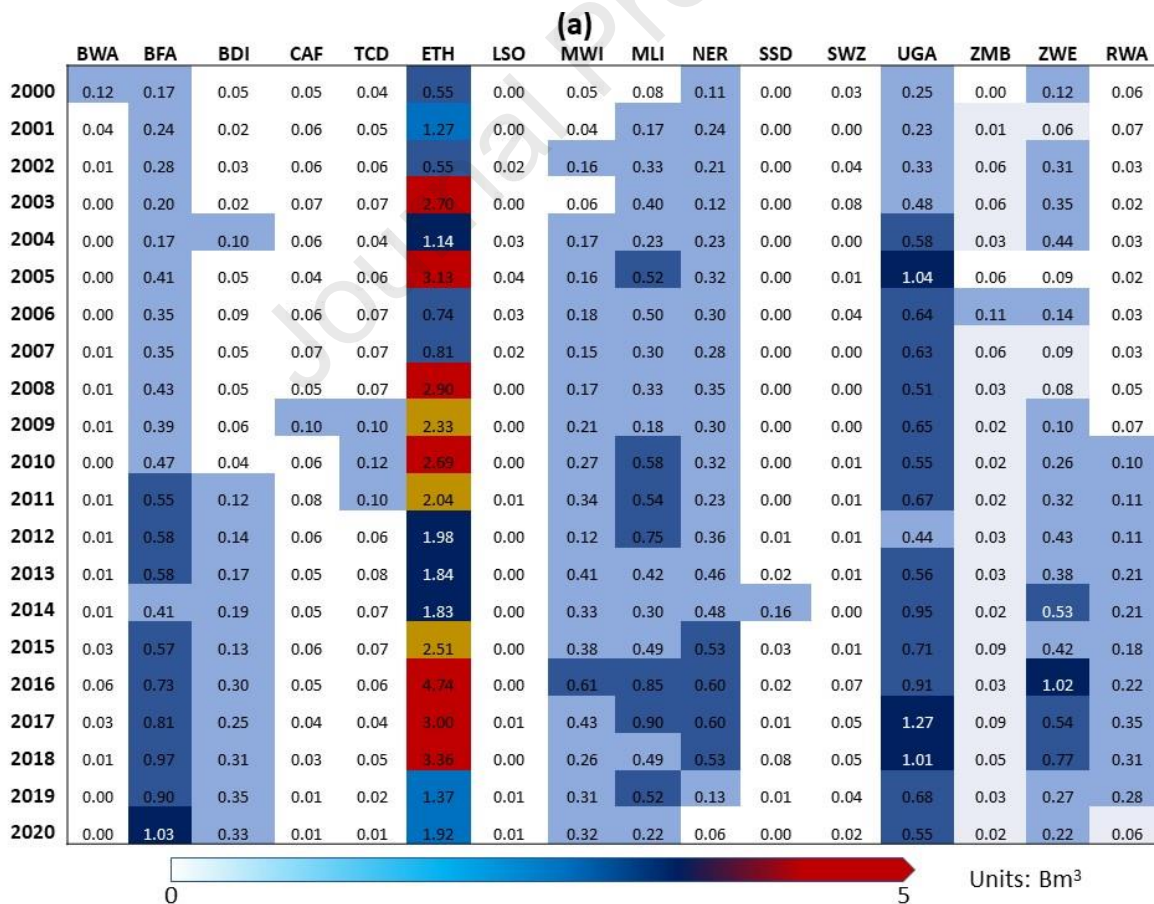 Journal Pre
(a)
BWA BFA BDI CAF TCD ETH LSO MWI MLI NER SSD SWZ UGA ZMB ZWE RWA
2000 0.12 0.17 0.05 0.05 0.04 0.55 0.00 0.05 0.08 0.11 0.00 0.03 0.25 0.00 0.12 0.06
2001 0.04 0.24 0.02 0.06 0.05 1.27 0.00 0.04 0.17 0.24 0.00 0.00 0.23 0.01 0.06 0.07
2002 0.01 0.28 0.03 0.06 0.06 0.55 0.02 0.16 0.33 0.21 0.00 0.04 0.33 0.06 0.31 0.03
2003 0.00 0.20 0.02 0.07 0.07 2.70 0.00 0.06 0.40 0.12 0.00 0.08 0.48 0.06 0.35 0.02
2004 0.00 0.17 0.10 0.06 0.04 1.14 0.03 0.17 0.23 0.23 0.00 0.00 0.58 0.03 0.44 0.03
2005 0.00 0.41 0.05 0.04 0.06 3.13 0.04 0.16 0.52 0.32 0.00 0.01 1.04 0.06 0.09 0.02
2006 0.00 0.35 0.09 0.06 0.07 0.74 0.03 0.18 0.50 0.30 0.00 0.04 0.64 0.11 0.14 0.03
2007 0.01 0.35 0.05 0.07 0.07 0.81 0.02 0.15 0.30 0.28 0.00 0.00 0.63 0.06 0.09 0.03
2008 0.01 0.43 0.05 0.05 0.07 2.90 0.00 0.17 0.33 0.35 0.00 0.00 0.51 0.03 0.08 0.05
2009 0.01 0.39 0.06 0.10 0.10 2.33 0.00 0.21 0.18 0.30 0.00 0.00 0.65 0.02 0.10 0.07
2010 0.00 0.47 0.04 0.06 0.12 2.69 0.00 0.27 0.58 0.32 0.00 0.01 0.55 0.02 0.26 0.10
2011 0.01 0.55 0.12 0.08 0.10 2.04 0.01 0.34 0.54 0.23 0.00 0.01 0.67 0.02 0.32 0.11
2012 0.01 0.58 0.14 0.06 0.06 1.98 0.00 0.12 0.75 0.36 0.01 0.01 0.44 0.03 0.43 0.11
2013 0.01 0.58 0.17 0.05 0.08 1.84 0.00 0.41 0.42 0.46 0.02 0.01 0.56 0.03 0.38 0.21
2014 0.01 0.41 0.19 0.05 0.07 1.83 0.00 0.33 0.30 0.48 0.16 0.00 0.95 0.02 0.53 0.21
2015 0.03 0.57 0.13 0.06 0.07 2.51 0.00 0.38 0.49 0.53 0.03 0.01 0.71 0.09 0.42 0.18
2016 0.06 0.73 0.30 0.05 0.06 4.74 0.00 0.61 0.85 0.60 0.02 0.07 0.91 0.03 1.02 0.22
2017 0.03 0.81 0.25 0.04 0.04 3.00 0.01 0.43 0.90 0.60 0.01 0.05 1.27 0.09 0.54 0.35
2018 0.01 0.97 0.31 0.03 0.05 3.36 0.00 0.26 0.49 0.53 0.08 0.05 1.01 0.05 0.77 0.31
2019 0.00 0.90 0.35 0.01 0.02 1.37 0.01 0.31 0.52 0.13 0.01 0.04 0.68 0.03 0.27 0.28
2020 0.00 1.03 0.33 0.01 0.01 1.92 0.01 0.32 0.22 0.06 0.00 0.02 0.55 0.02 0.22 0.06
0 5 Units: Bm³